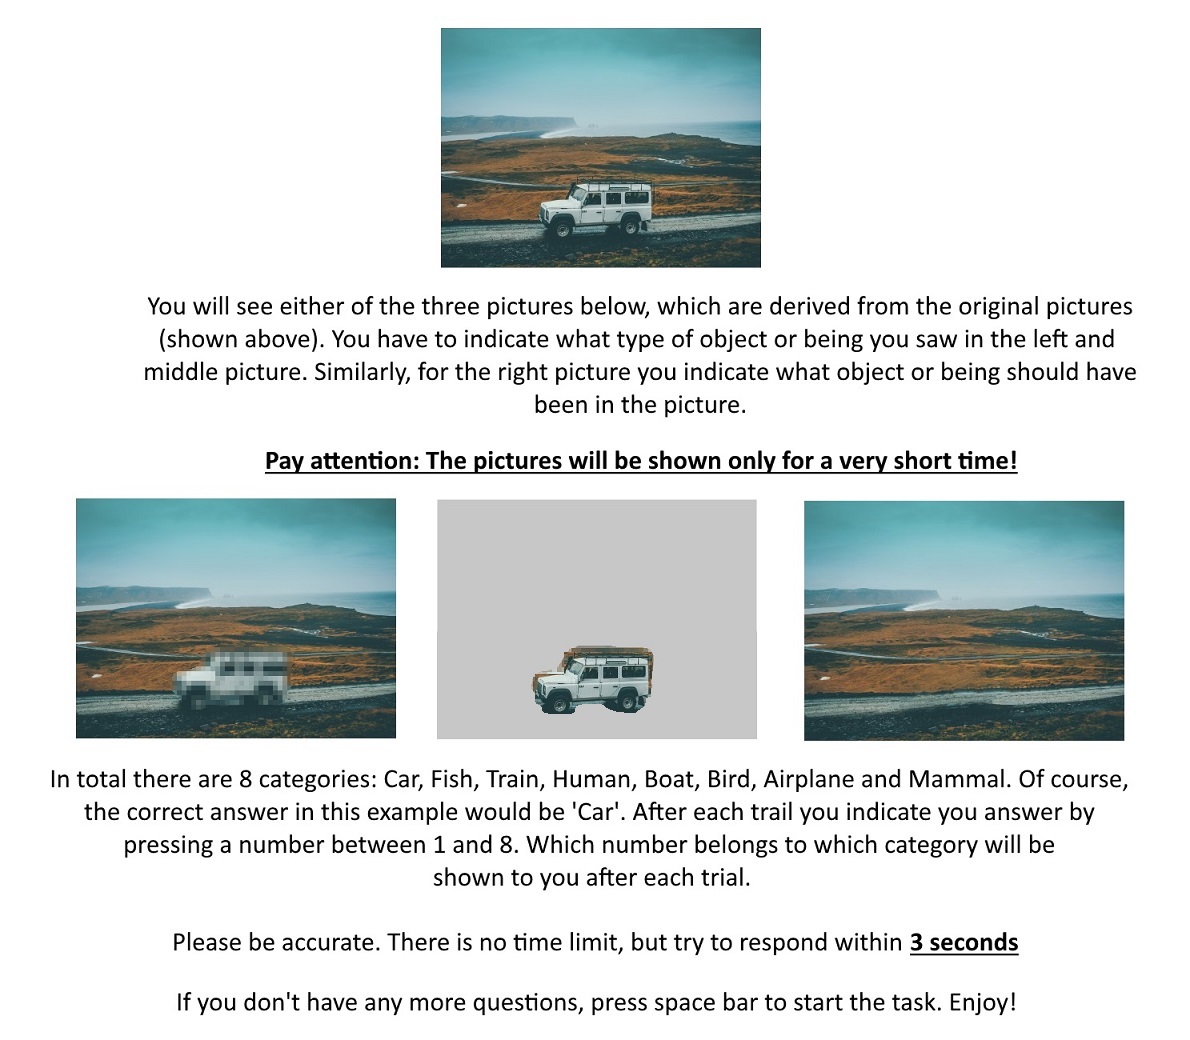 You will see either of the three pictures below, which are derived from the original pictures
(shown above). You have to indicate what type of object or being you saw in the left and
middle picture. Similarly, for the right picture you indicate what object or being should have
been in the picture.
Pay attention: The pictures will be shown only for a very short time!
In total there are 8 categories: Car, Fish, Train, Human, Boat, Bird, Airplane and Mammal. Of course,
the correct answer in this example would be 'Car'. After each trail you indicate you answer by
pressing a number between 1 and 8. Which number belongs to which category will be
shown to you after each trial.
Please be accurate. There is no time limit, but try to respond within 3 seconds
If you don't have any more questions, press space bar to start the task. Enjoy!